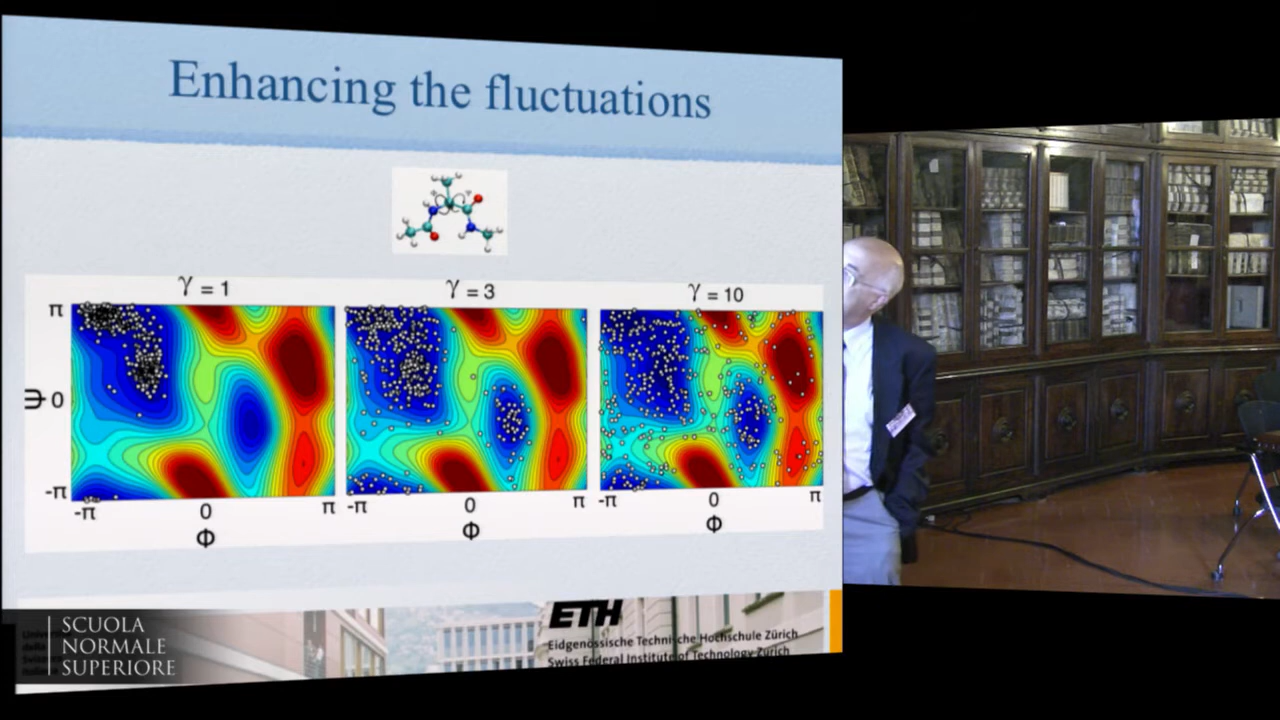 Enhancing the fluctuations
γ = 1
γ = 3
γ = 10
π
Ψ 0
-π
-π 0 π
-π 0 π
-π 0 π
Φ
Φ
Φ
SCUOLA
NORMALE
SUPERIORE
ETH
Eidgenössische Technische Hochschule Zürich
Swiss Federal Institute of Technology Zurich